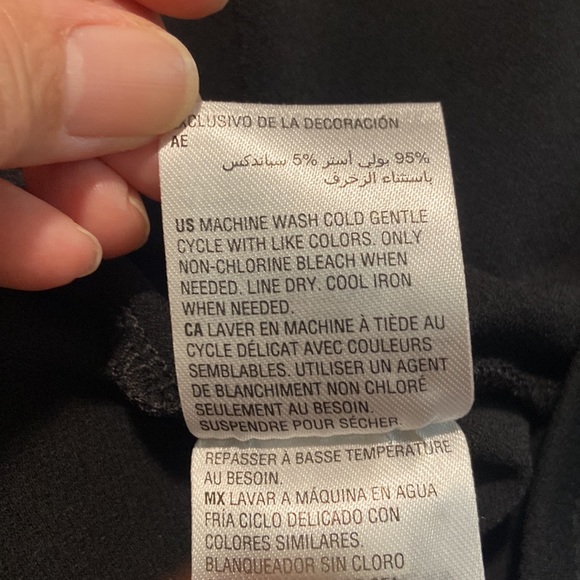 EXCLUSIVO DE LA DECORACIÓN
AE
95% بولي أستر 5% سباندكس
باستثناء الزخرف
US MACHINE WASH COLD GENTLE
CYCLE WITH LIKE COLORS. ONLY
NON-CHLORINE BLEACH WHEN
NEEDED. LINE DRY. COOL IRON
WHEN NEEDED.
CA LAVER EN MACHINE À TIÈDE AU
CYCLE DÉLICAT AVEC COULEURS
SEMBLABLES. UTILISER UN AGENT
DE BLANCHIMENT NON CHLORÉ
SEULEMENT AU BESOIN.
SUSPENDRE POUR SÉCHER.
REPASSER À BASSE TEMPÉRATURE
AU BESOIN.
MX LAVAR A MÁQUINA EN AGUA
FRÍA CICLO DELICADO CON
COLORES SIMILARES.
BLANQUEADOR SIN CLORO